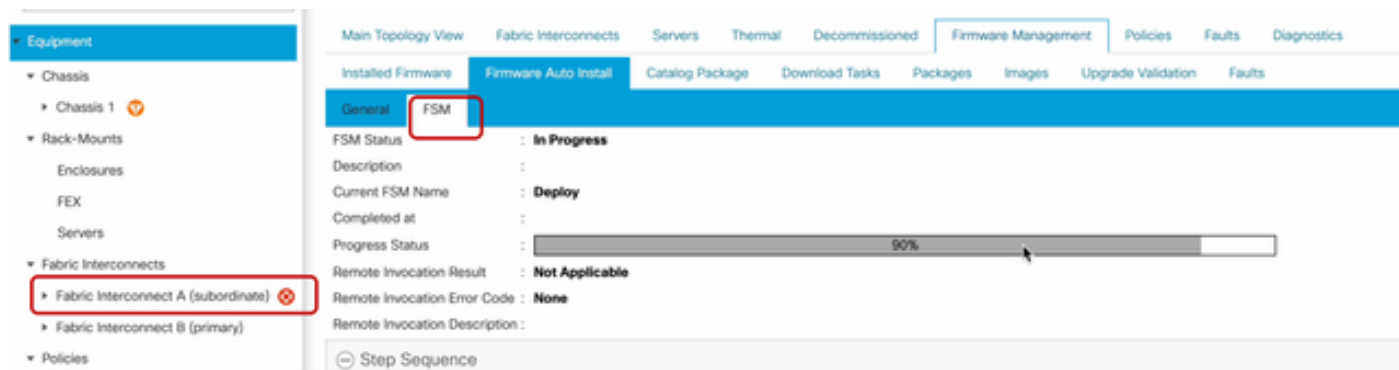 Equipment
Chassis
Chassis 1
Rack-Mounts
Enclosures
FEX
Servers
Fabric Interconnects
Fabric Interconnect A (subordinate)
Fabric Interconnect B (primary)
Policies
Main Topology View Fabric Interconnects Servers Thermal Decommissioned Firmware Management Policies Faults Diagnostics
Installed Firmware Firmware Auto Install Catalog Package Download Tasks Packages Images Upgrade Validation Faults
General FSM
FSM Status : In Progress
Description :
Current FSM Name : Deploy
Completed at :
Progress Status : 90%
Remote Invocation Result : Not Applicable
Remote Invocation Error Code : None
Remote Invocation Description :
Step Sequence